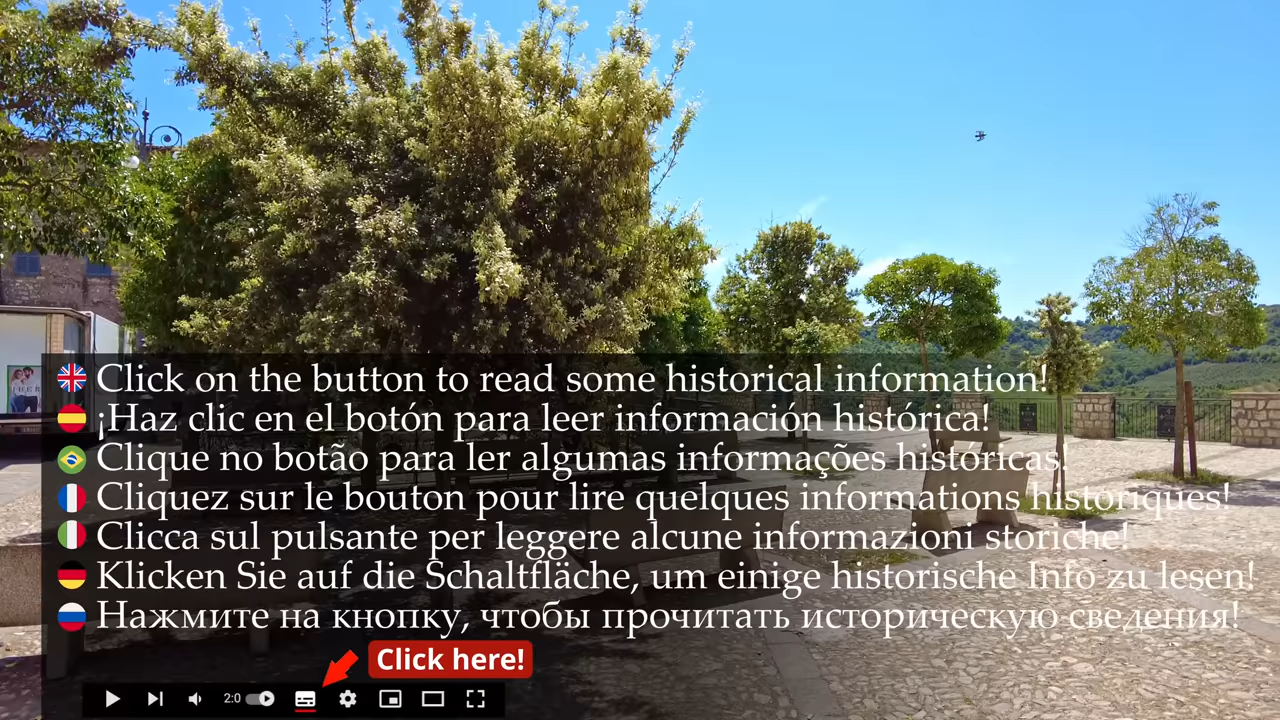 Click on the button to read some historical information!
¡Haz clic en el botón para leer información histórica!
Clique no botão para ler algumas informações históricas!
Cliquez sur le bouton pour lire quelques informations historiques!
Clicca sul pulsante per leggere alcune informazioni storiche!
Klicken Sie auf die Schaltfläche, um einige historische Info zu lesen!
Нажмите на кнопку, чтобы прочитать историческую сведения!
Click here!
2:0